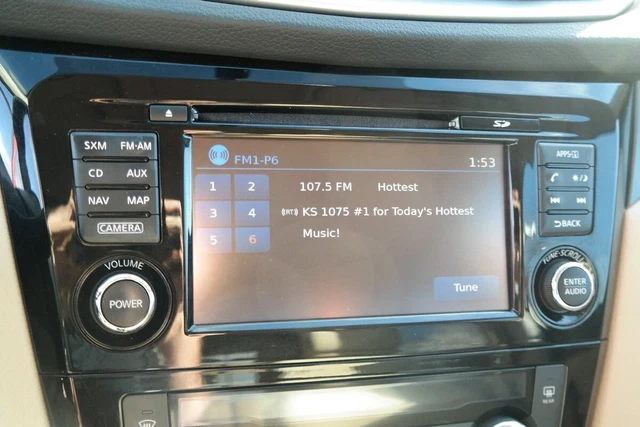 SD
SXM FM·AM
CD AUX
NAV MAP
CAMERA
VOLUME
POWER
FM1-P6 1:53
1 2 107.5 FM Hottest
3 4 (RT) KS 1075 #1 for Today's Hottest
5 6 Music!
Tune
APPS
BACK
TUNE·SCROLL
ENTER
AUDIO
REAR